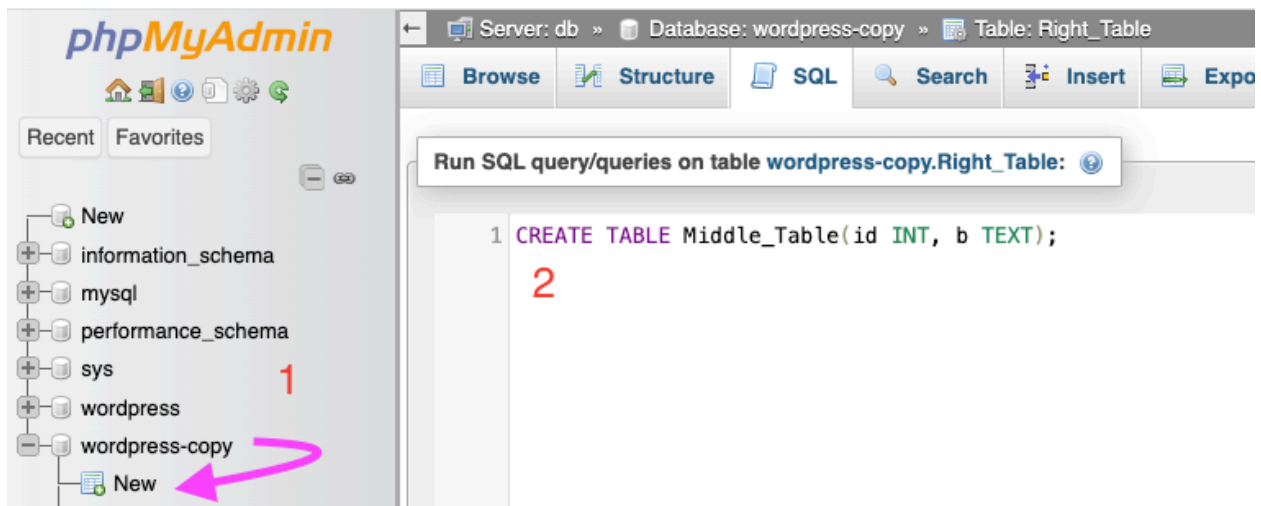 phpMyAdmin
Recent Favorites
New
information_schema
mysql
performance_schema
sys
1
wordpress
wordpress-copy
New
← Server: db » Database: wordpress-copy » Table: Right_Table
Browse Structure SQL Search Insert Expo
Run SQL query/queries on table wordpress-copy.Right_Table:
1 CREATE TABLE Middle_Table(id INT, b TEXT);
2